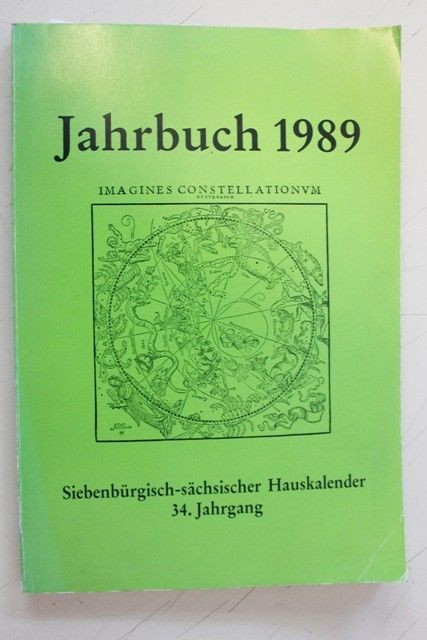 Jahrbuch 1989
IMAGINES CONSTELLATIONVM
Siebenbürgisch-sächsischer Hauskalender
34. Jahrgang